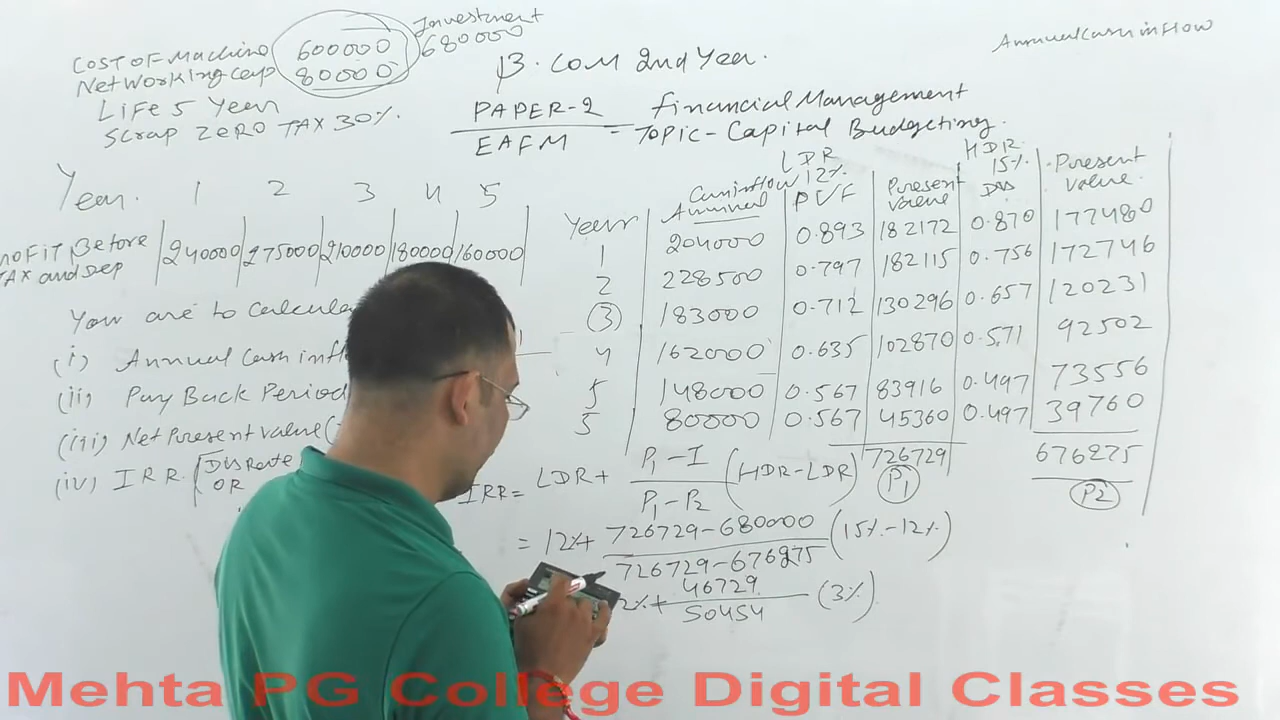 Investment
COST OF Machine 600000 680000
Net Working Cap 80000
LIFE 5 Year
Scrap ZERO TAX 30%.
Annual Cash inflow
B. COM 2nd Year.
PAPER-2 Financial Management
EAFM = Topic - Capital Budgeting.
Year. 1 2 3 4 5
Profit Before 240000 275000 210000 180000 160000
TAX and Dep
You are to Calcula
(i) Annual Cash infl
(ii) Pay Back Period
(iii) Net Present Value (
(iv) IRR. Dis Rate
OR
LDR HDR
Years Annual Cash inflow 12% PVF Present Value 15% Present Value
1 204000 0.893 182172 0.870 177480
2 228500 0.797 182115 0.756 172746
3 183000 0.712 130296 0.657 120231
4 162000 0.635 102870 0.571 92502
5 148000 0.567 83916 0.497 73556
5 80000 0.567 45360 0.497 39760
726729 676275
P1 P2
IRR = LDR + P1 - I (HDR - LDR)
P1 - P2
= 12% + 726729 - 680000 (15% - 12%)
726729 - 676275
2% + 46729 (3%)
50454
Mehta PG College Digital Classes